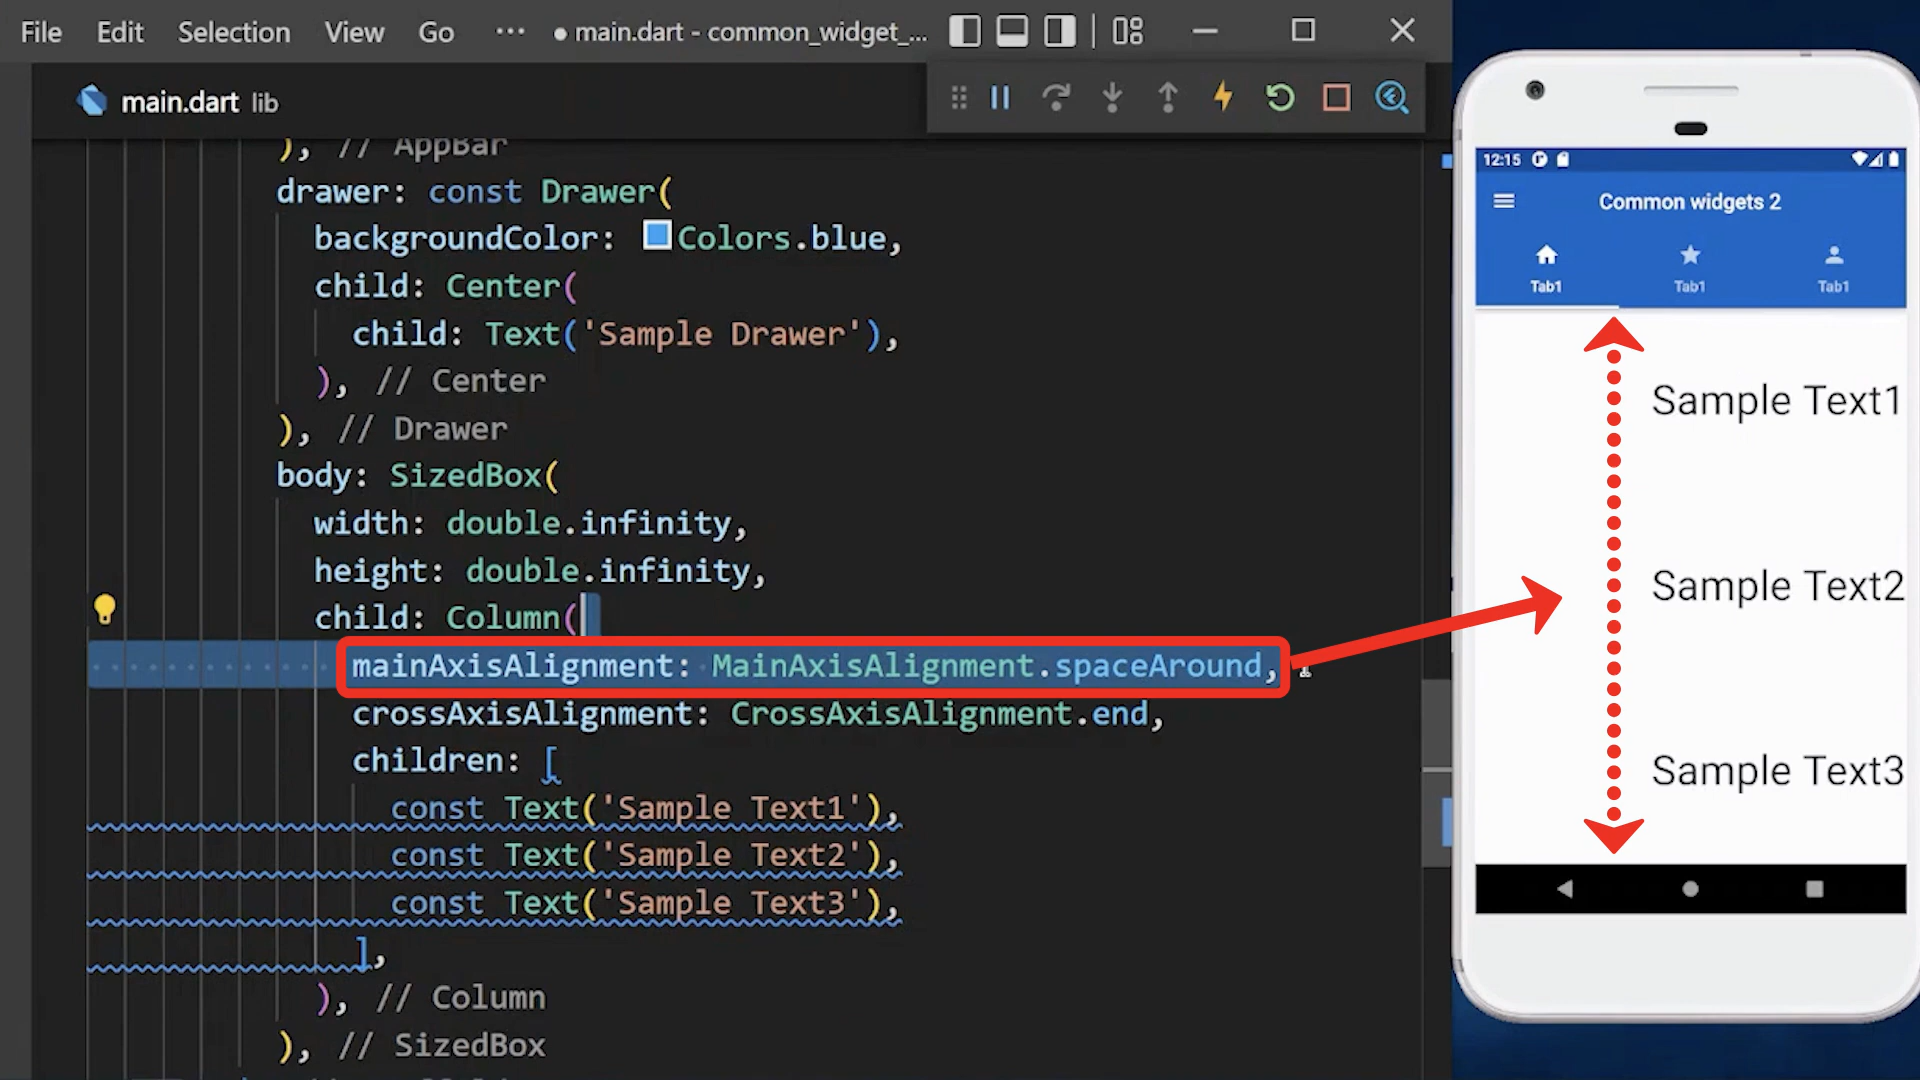 File Edit Selection View Go ··· ● main.dart - common_widget_...
main.dart lib
), // AppBar
drawer: const Drawer(
backgroundColor: Colors.blue,
child: Center(
child: Text('Sample Drawer'),
), // Center
), // Drawer
body: SizedBox(
width: double.infinity,
height: double.infinity,
child: Column(
mainAxisAlignment: MainAxisAlignment.spaceAround,
crossAxisAlignment: CrossAxisAlignment.end,
children: [
const Text('Sample Text1'),
const Text('Sample Text2'),
const Text('Sample Text3'),
],
), // Column
), // SizedBox
12:15
Common widgets 2
Tab1 Tab1 Tab1
Sample Text1
Sample Text2
Sample Text3